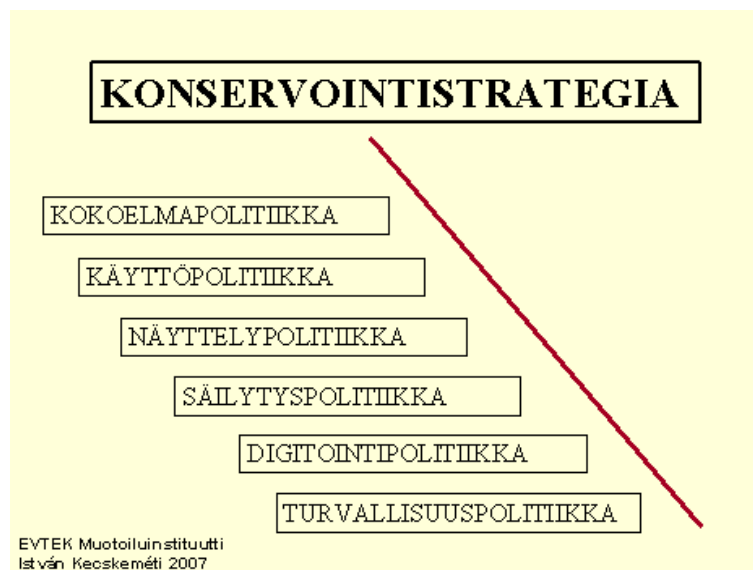 KONSERVOINTISTRATEGIA
KOKOELMAPOLITIIKKA
KÄYTTÖPOLITIIKKA
NÄYTTELYPOLITIIKKA
SÄILYTYSPOLITIIKKA
DIGITOINTIPOLITIIKKA
TURVALLISUUSPOLITIIKKA
EVTEK Muotoiluinstituutti
István Kecskeméti 2007